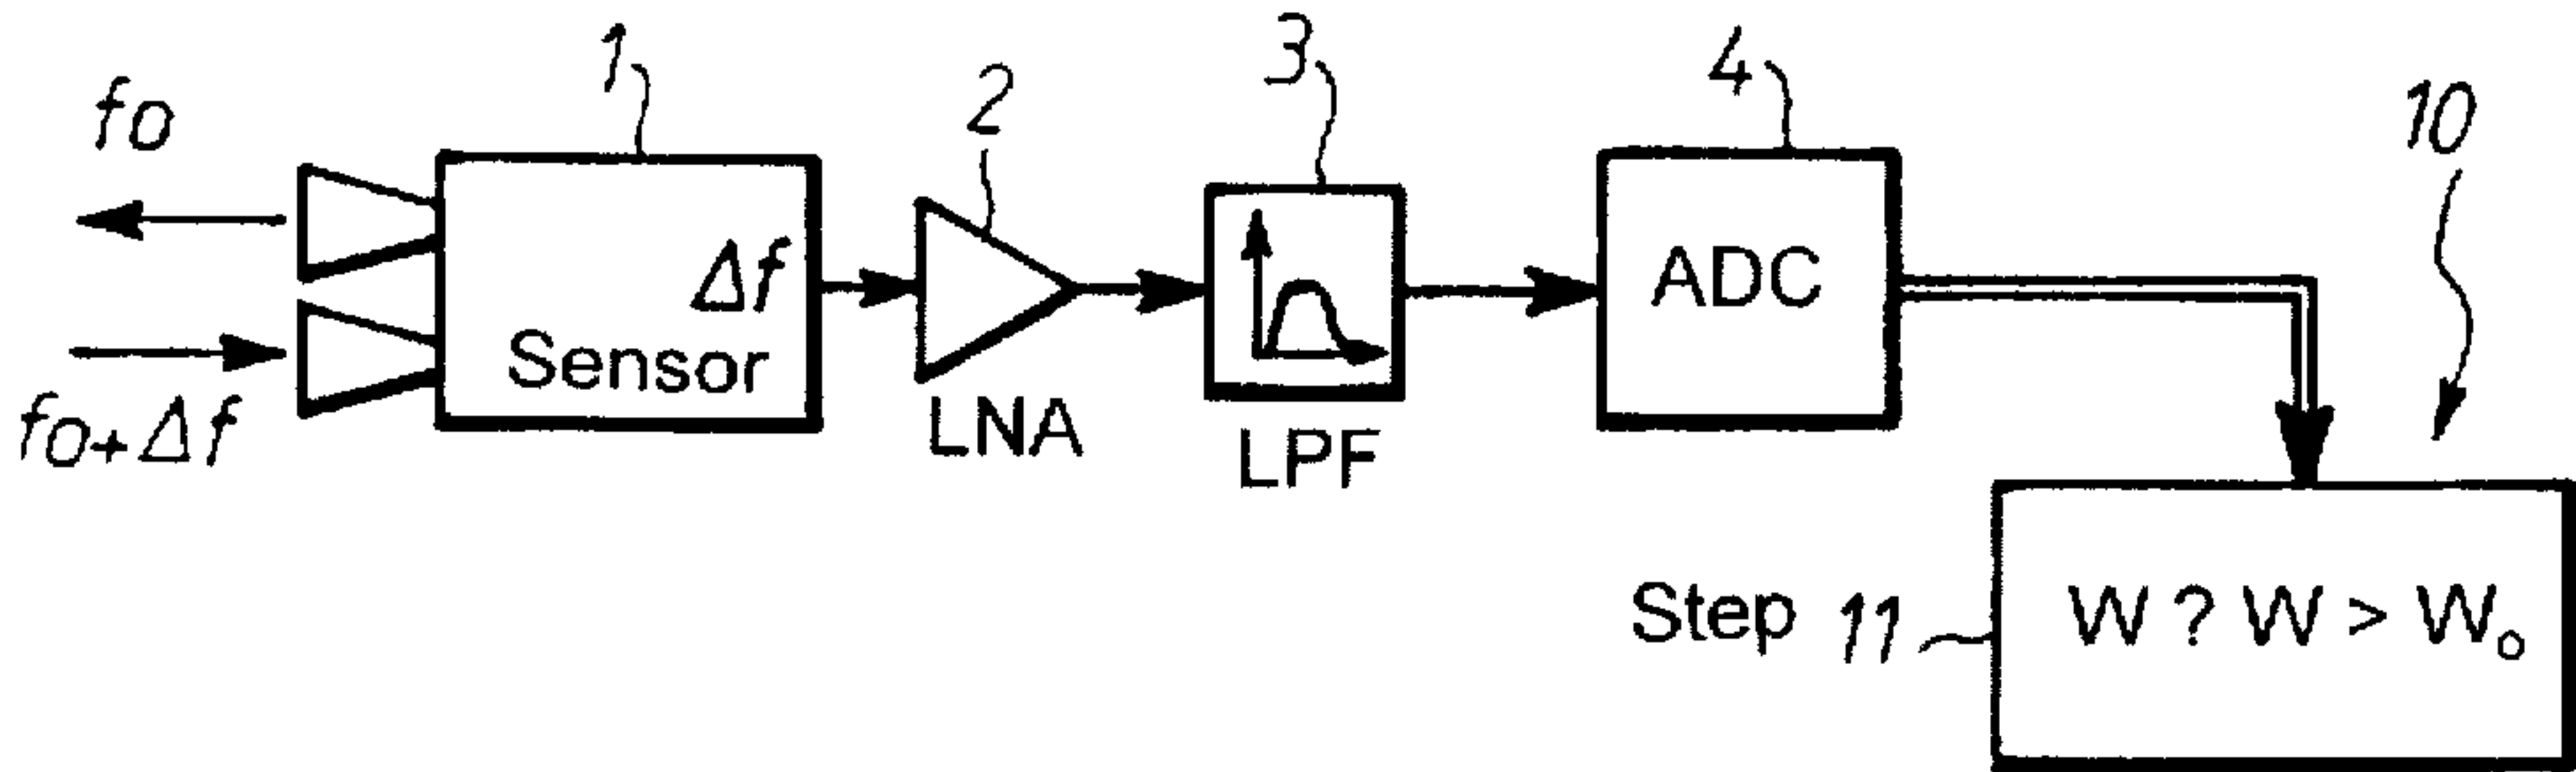 1
2
3
4
10
fo
fo+Δf
Δf
Sensor
LNA
LPF
ADC
Step 11
W ? W > Wo